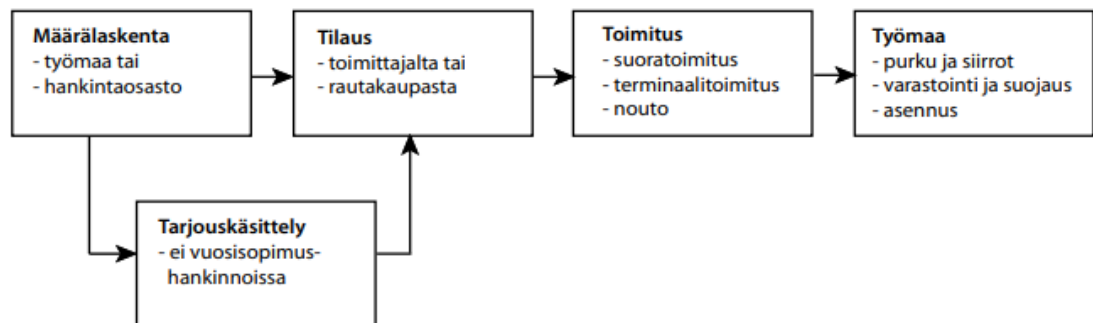 Määrälaskenta
- työmaa tai
- hankintaosasto
Tilaus
- toimittajalta tai
- rautakaupasta
Toimitus
- suoratoimitus
- terminaalitoimitus
- nouto
Työmaa
- purku ja siirrot
- varastointi ja suojaus
- asennus
Tarjouskäsittely
- ei vuosisopimus-
hankinnoissa